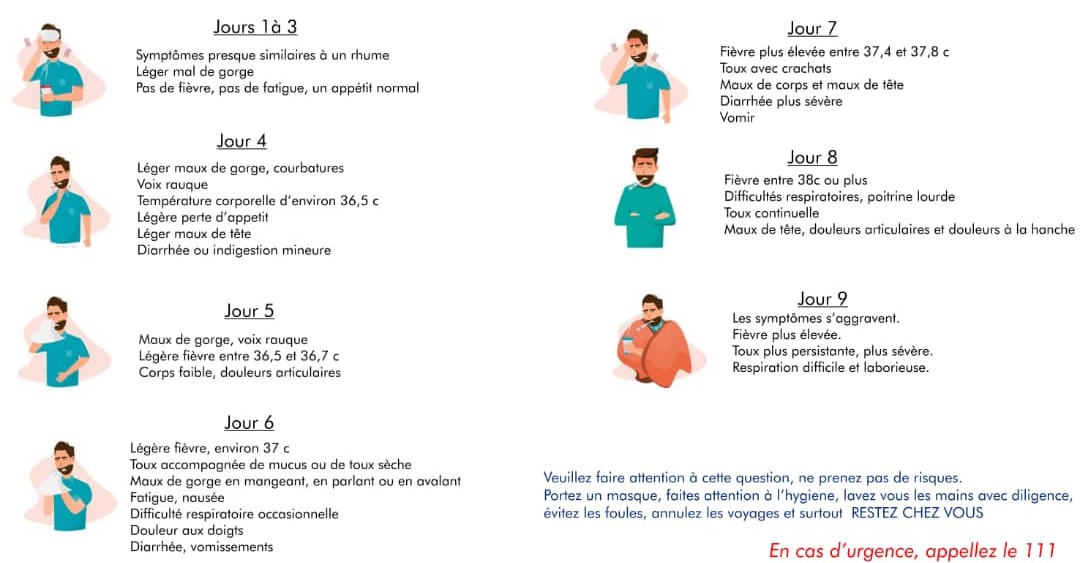 Jours 1à 3
Symptômes presque similaires à un rhume
Léger mal de gorge
Pas de fièvre, pas de fatigue, un appétit normal
Jour 4
Léger maux de gorge, courbatures
Voix rauque
Température corporelle d'environ 36,5 c
Légère perte d'appetit
Léger maux de tête
Diarrhée ou indigestion mineure
Jour 5
Maux de gorge, voix rauque
Légère fièvre entre 36,5 et 36,7 c
Corps faible, douleurs articulaires
Jour 6
Légère fièvre, environ 37 c
Toux accompagnée de mucus ou de toux sèche
Maux de gorge en mangeant, en parlant ou en avalant
Fatigue, nausée
Difficulté respiratoire occasionnelle
Douleur aux doigts
Diarrhée, vomissements
Jour 7
Fièvre plus élevée entre 37,4 et 37,8 c
Toux avec crachats
Maux de corps et maux de tête
Diarrhée plus sévère
Vomir
Jour 8
Fièvre entre 38c ou plus
Difficultés respiratoires, poitrine lourde
Toux continuelle
Maux de tête, douleurs articulaires et douleurs à la hanche
Jour 9
Les symptômes s'aggravent.
Fièvre plus élevée.
Toux plus persistante, plus sévère.
Respiration difficile et laborieuse.
Veuillez faire attention à cette question, ne prenez pas de risques.
Portez un masque, faites attention à l'hygiene, lavez vous les mains avec diligence,
évitez les foules, annulez les voyages et surtout RESTEZ CHEZ VOUS
En cas d'urgence, appellez le 111